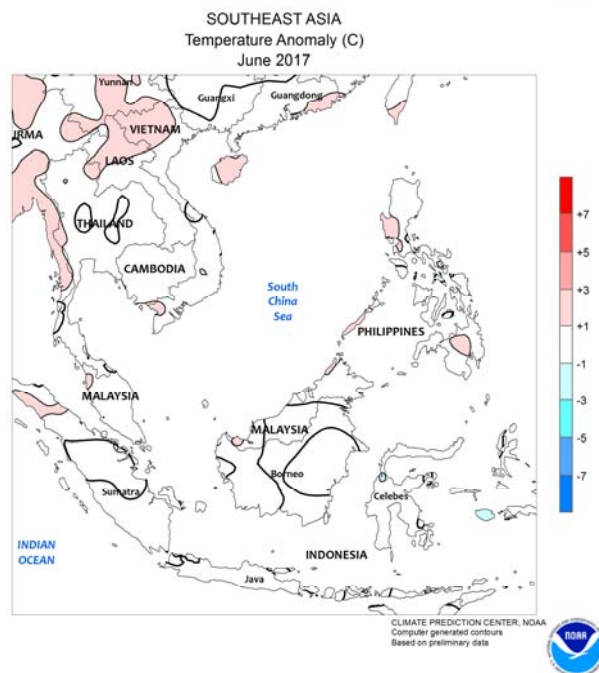 SOUTHEAST ASIA
Temperature Anomaly (C)
June 2017
Yunnan
Guangxi
Guangdong
IRMA
VIETNAM
LAOS
THAILAND
CAMBODIA
South
China
Sea
PHILIPPINES
MALAYSIA
MALAYSIA
Borneo
Sumatra
Celebes
INDIAN
OCEAN
INDONESIA
Java
+7
+5
+3
+1
-1
-3
-5
-7
CLIMATE PREDICTION CENTER, NOAA
Computer generated contours
Based on preliminary data
NOAA